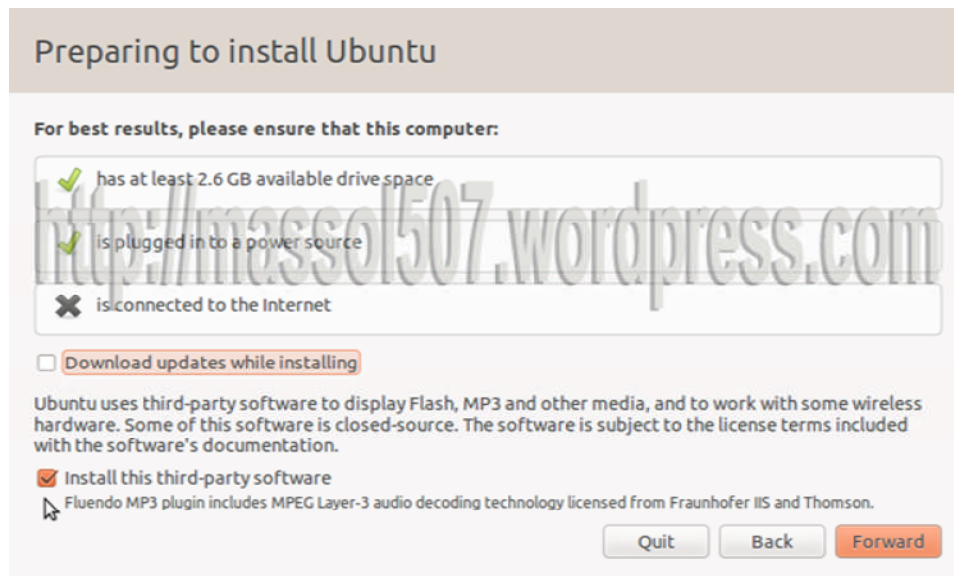 Preparing to install Ubuntu
For best results, please ensure that this computer:
has at least 2.6 GB available drive space
http://massol507.wordpress.com
is plugged in to a power source
is connected to the Internet
Download updates while installing
Ubuntu uses third-party software to display Flash, MP3 and other media, and to work with some wireless
hardware. Some of this software is closed-source. The software is subject to the license terms included
with the software's documentation.
Install this third-party software
Fluendo MP3 plugin includes MPEG Layer-3 audio decoding technology licensed from Fraunhofer IIS and Thomson.
Quit Back Forward